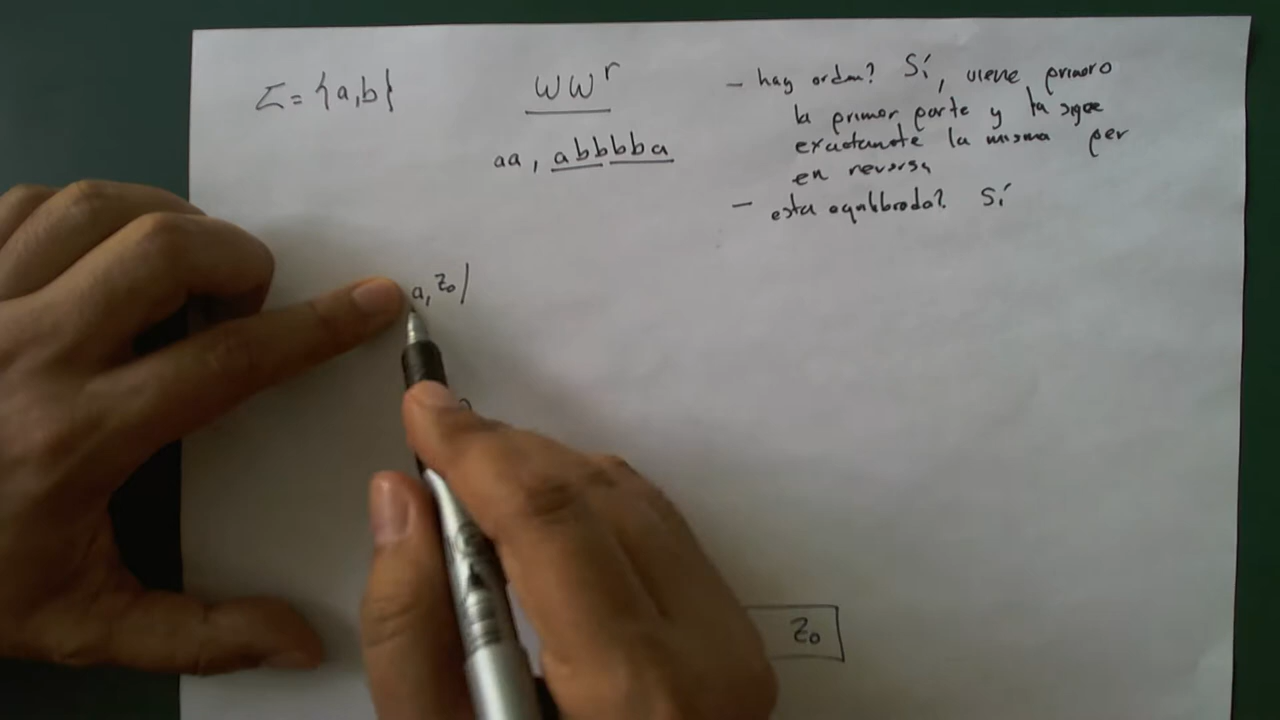 Σ = {a,b}
ww^r
aa, abbbba
- hay orden? Sí, viene primero
la primer parte y la sigue
exactamente la misma per
en reversa
- esta equilibrada? Sí
a, z₀/
z₀